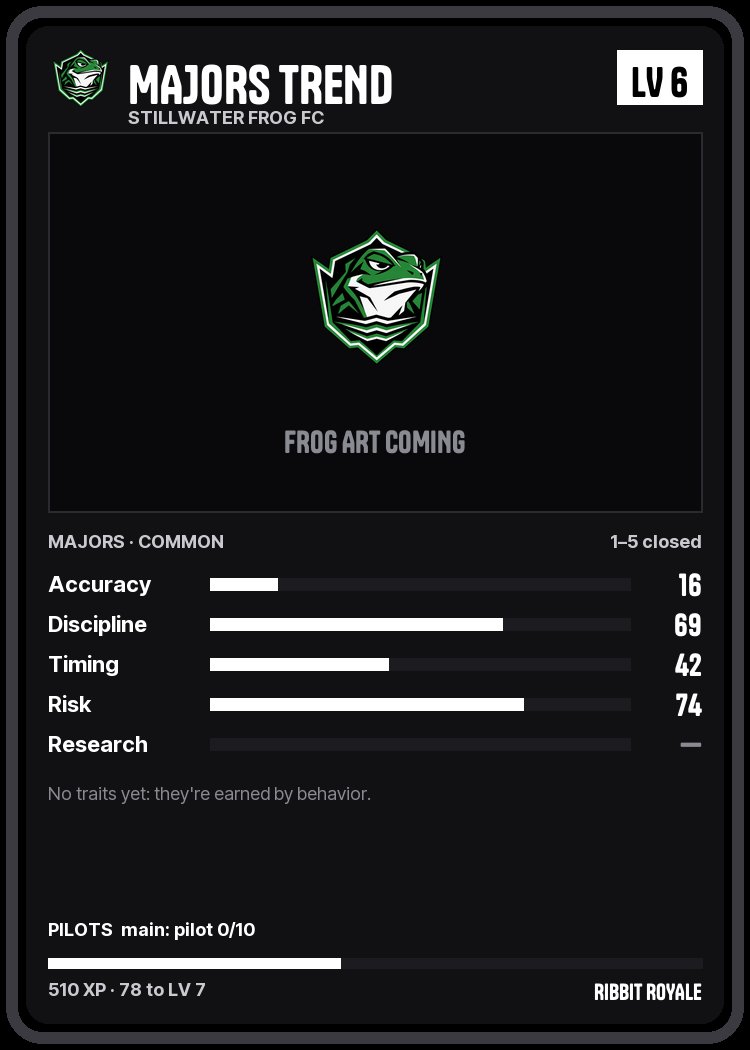 MAJORS TREND
LV 6
STILLWATER FROG FC
FROG ART COMING
MAJORS · COMMON
1–5 closed
Accuracy 16
Discipline 69
Timing 42
Risk 74
Research —
No traits yet: they're earned by behavior.
PILOTS main: pilot 0/10
510 XP · 78 to LV 7
RIBBIT ROYALE